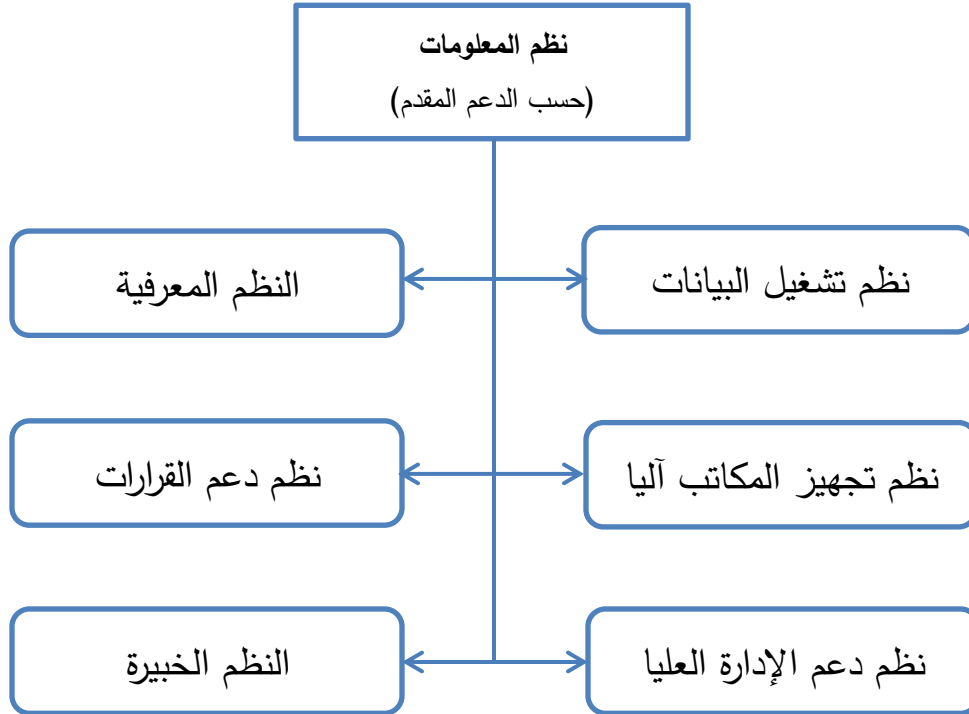 نظم المعلومات
(حسب الدعم المقدم)
نظم تشغيل البيانات
النظم المعرفية
نظم تجهيز المكاتب آليا
نظم دعم القرارات
نظم دعم الإدارة العليا
النظم الخبيرة